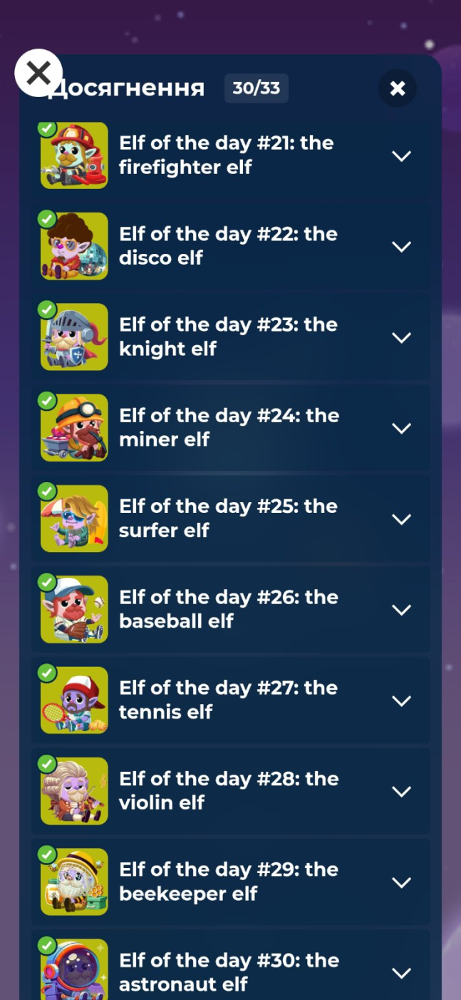 Досягнення 30/33
Elf of the day #21: the
firefighter elf
Elf of the day #22: the
disco elf
Elf of the day #23: the
knight elf
Elf of the day #24: the
miner elf
Elf of the day #25: the
surfer elf
Elf of the day #26: the
baseball elf
Elf of the day #27: the
tennis elf
Elf of the day #28: the
violin elf
Elf of the day #29: the
beekeeper elf
Elf of the day #30: the
astronaut elf